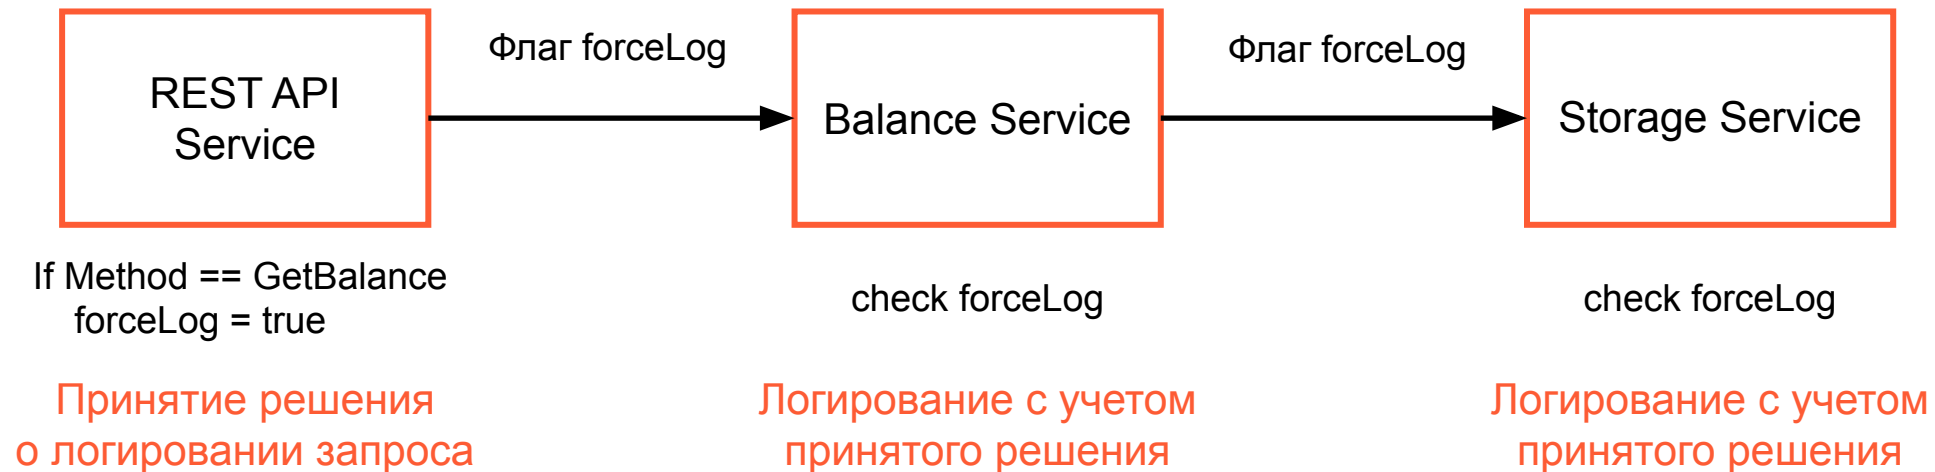 Флаг forceLog
Флаг forceLog
REST API
Service
Balance Service
Storage Service
If Method == GetBalance
forceLog = true
check forceLog
check forceLog
Принятие решения
о логировании запроса
Логирование с учетом
принятого решения
Логирование с учетом
принятого решения